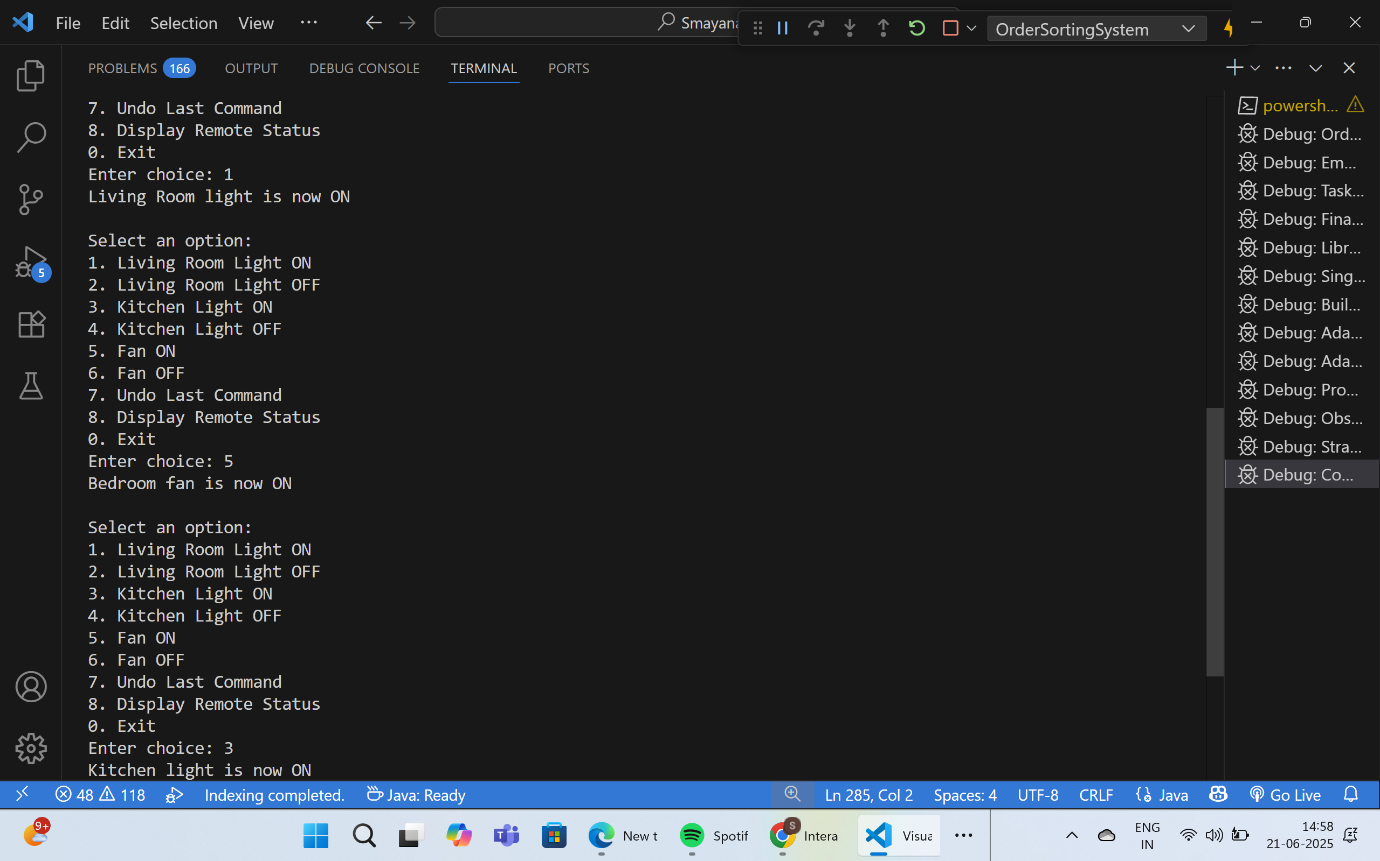 File Edit Selection View ...
Smayana
OrderSortingSystem
PROBLEMS 166 OUTPUT DEBUG CONSOLE TERMINAL PORTS
7. Undo Last Command
8. Display Remote Status
0. Exit
Enter choice: 1
Living Room light is now ON
Select an option:
1. Living Room Light ON
2. Living Room Light OFF
3. Kitchen Light ON
4. Kitchen Light OFF
5. Fan ON
6. Fan OFF
7. Undo Last Command
8. Display Remote Status
0. Exit
Enter choice: 5
Bedroom fan is now ON
Select an option:
1. Living Room Light ON
2. Living Room Light OFF
3. Kitchen Light ON
4. Kitchen Light OFF
5. Fan ON
6. Fan OFF
7. Undo Last Command
8. Display Remote Status
0. Exit
Enter choice: 3
Kitchen light is now ON
powersh...
Debug: Ord...
Debug: Em...
Debug: Task...
Debug: Fina...
Debug: Libr...
Debug: Sing...
Debug: Buil...
Debug: Ada...
Debug: Ada...
Debug: Pro...
Debug: Obs...
Debug: Stra...
Debug: Co...
5
48 118 Indexing completed. Java: Ready Ln 285, Col 2 Spaces: 4 UTF-8 CRLF Java Go Live
9+ New t Spotif S Intera Visua ENG IN 14:58 21-06-2025